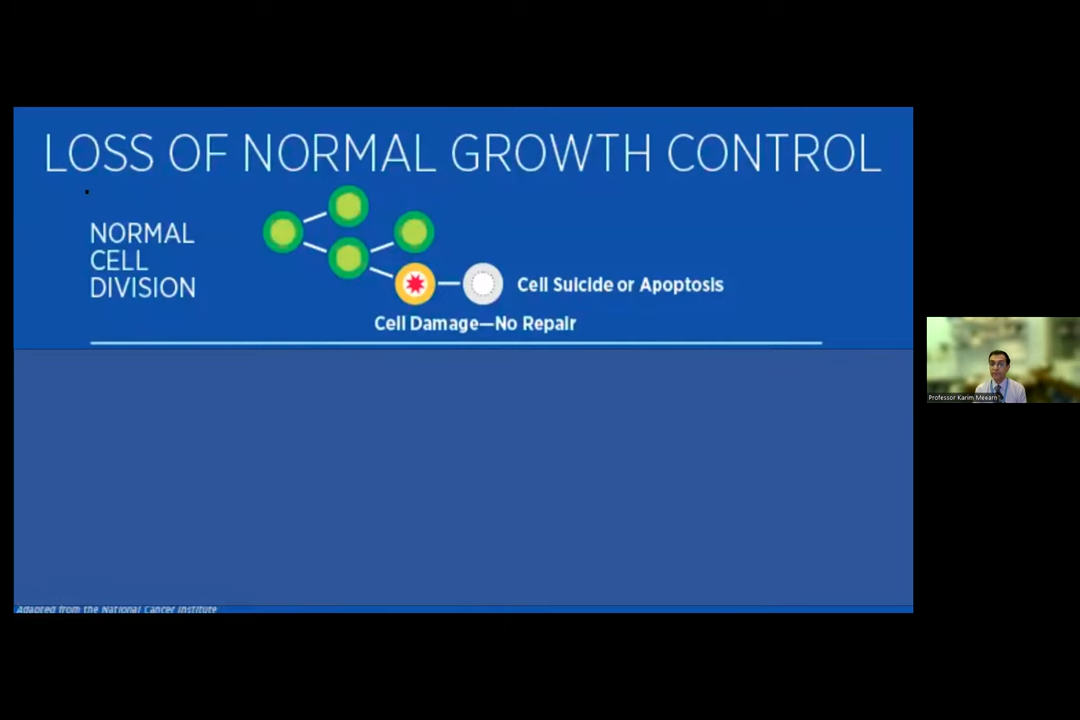 LOSS OF NORMAL GROWTH CONTROL
NORMAL
CELL
DIVISION
Cell Suicide or Apoptosis
Cell Damage—No Repair
Adapted from the National Cancer Institute
Professor Karim Meeran